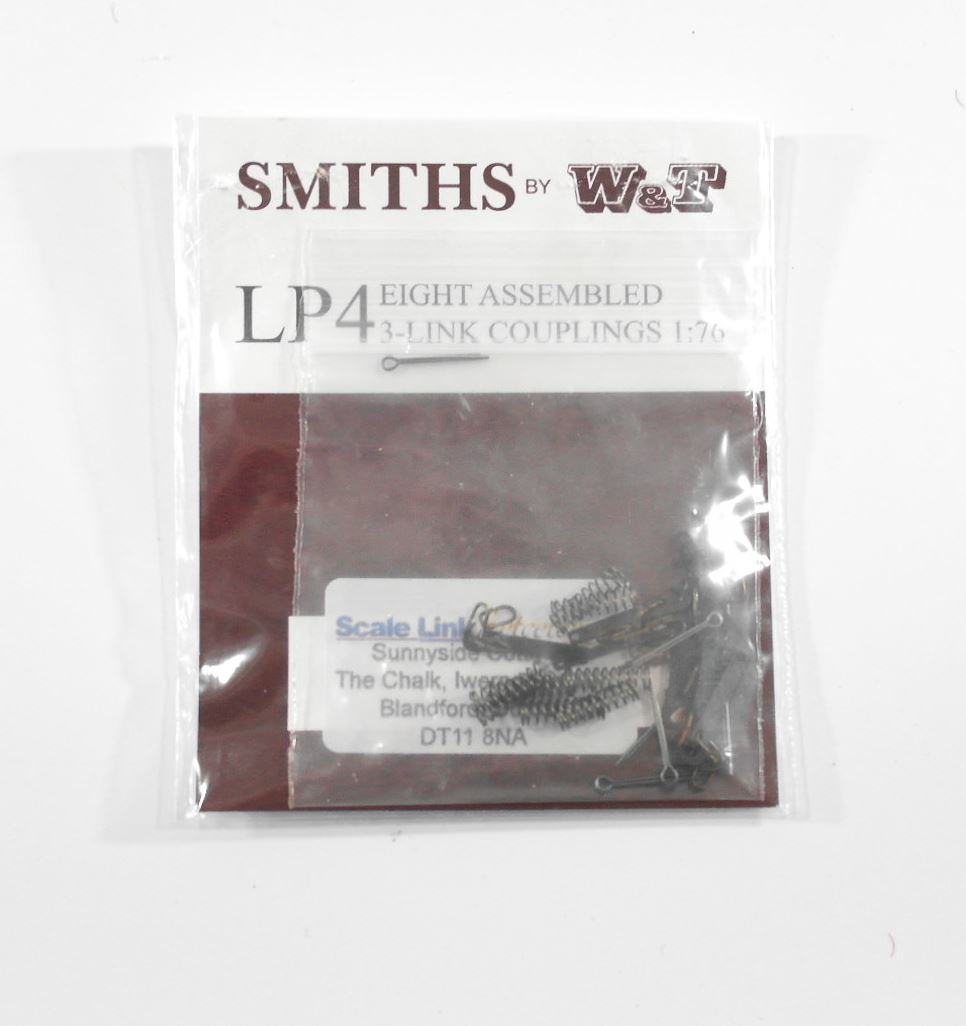 SMITHS BY W&T
LP4 EIGHT ASSEMBLED
3-LINK COUPLINGS 1:76
Scale Link
Sunnyside
The Chalk,
DT11 8NA